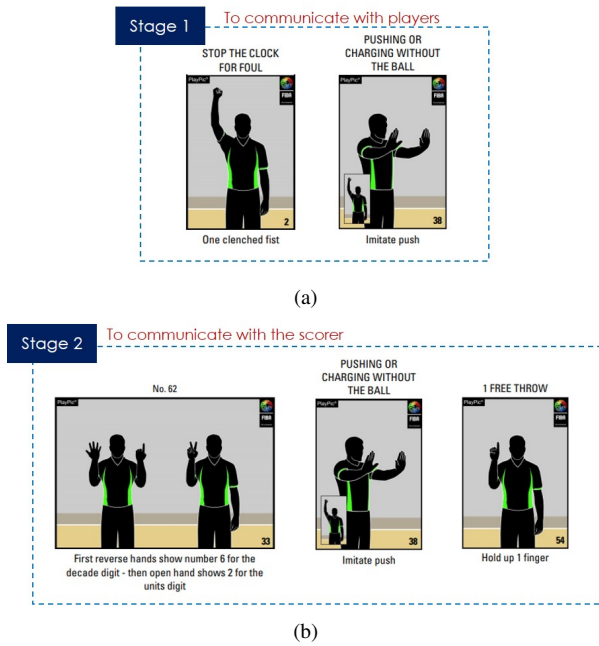 Stage 1
To communicate with players
STOP THE CLOCK
FOR FOUL
PUSHING OR
CHARGING WITHOUT
THE BALL
PlayPic®
FIBA
2
PlayPic®
FIBA
38
One clenched fist
Imitate push
(a)
Stage 2
To communicate with the scorer
No. 62
PUSHING OR
CHARGING WITHOUT
THE BALL
1 FREE THROW
PlayPic®
FIBA
33
PlayPic®
FIBA
38
PlayPic®
FIBA
54
First reverse hands show number 6 for the
decade digit - then open hand shows 2 for the
units digit
Imitate push
Hold up 1 finger
(b)